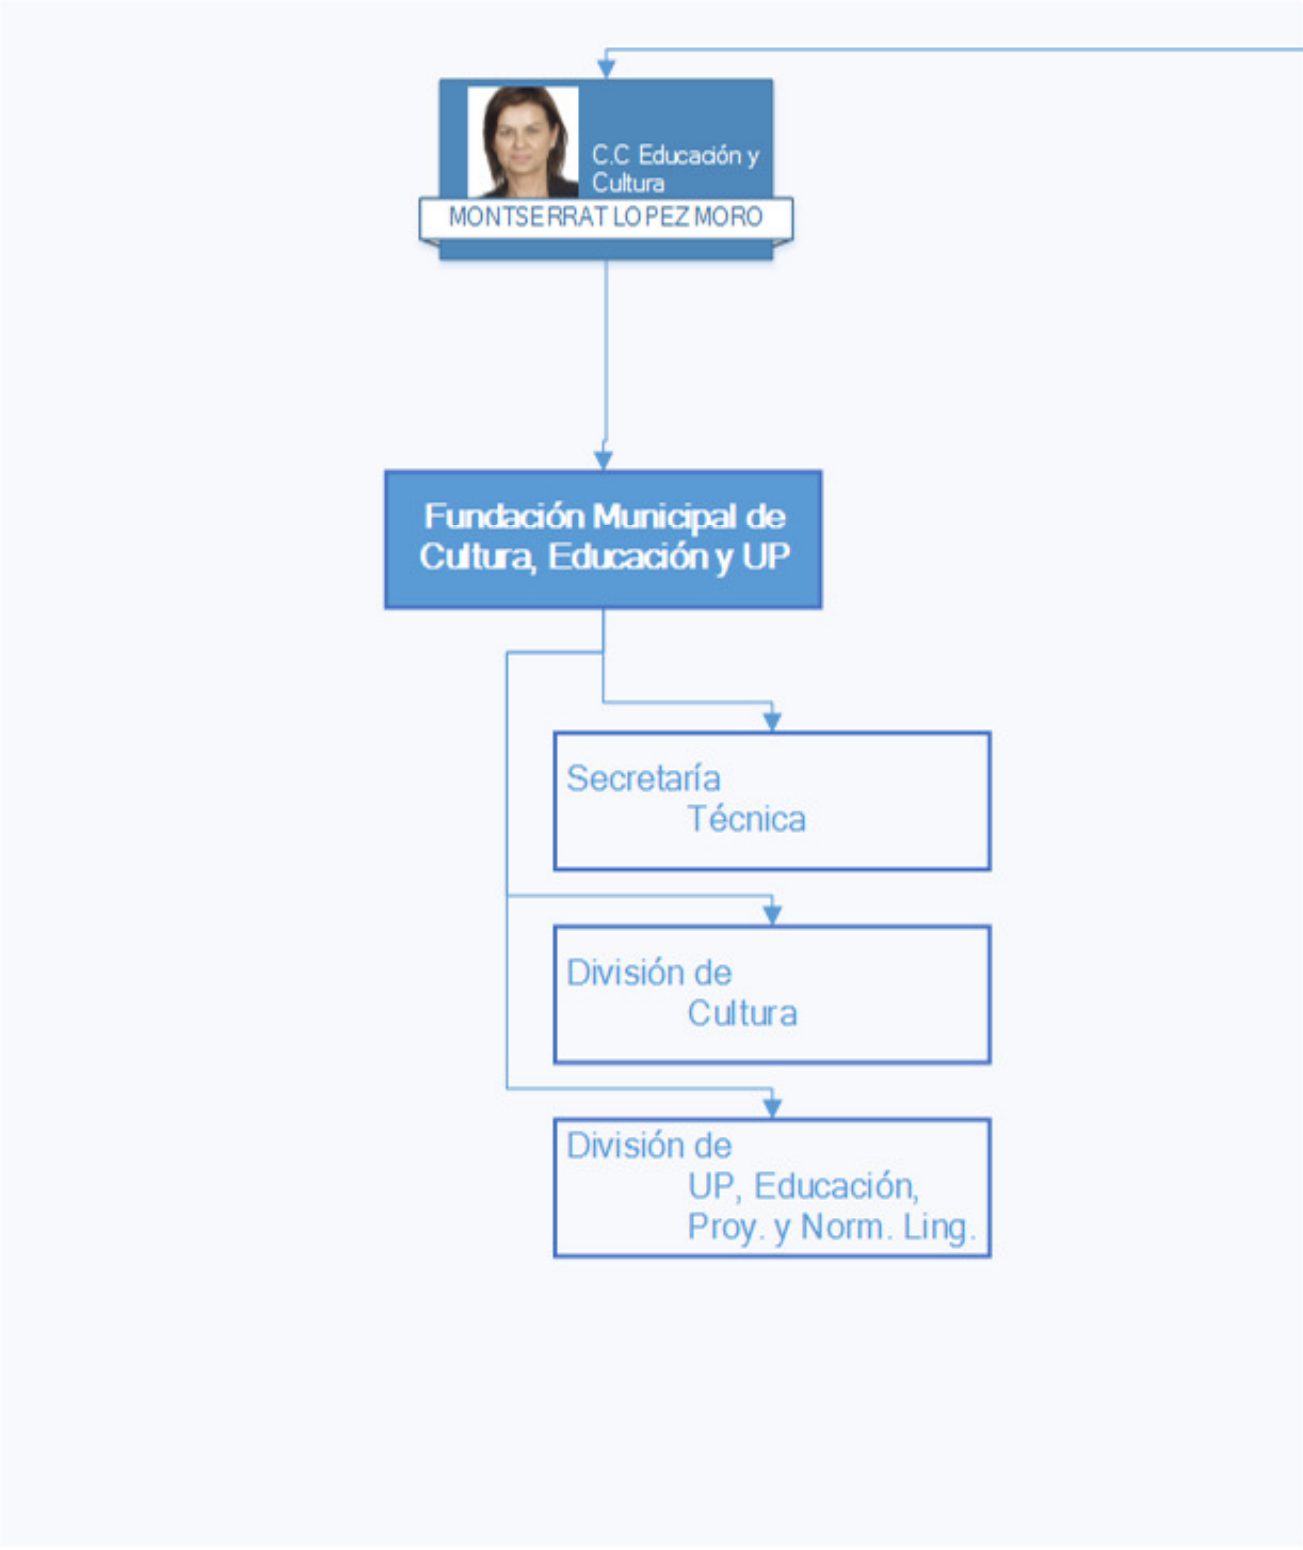 C.C Educación y
Cultura
MONTSERRAT LOPEZ MORO
Fundación Municipal de
Cultura, Educación y UP
Secretaría
Técnica
División de
Cultura
División de
UP, Educación,
Proy. y Norm. Ling.